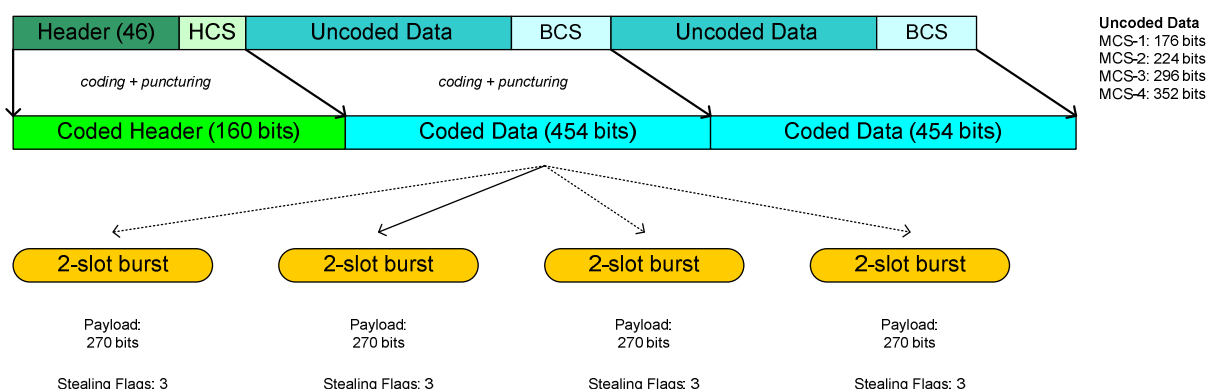 Header (46) HCS Uncoded Data BCS Uncoded Data BCS
Uncoded Data
MCS-1: 176 bits
MCS-2: 224 bits
MCS-3: 296 bits
MCS-4: 352 bits
coding + puncturing coding + puncturing
Coded Header (160 bits) Coded Data (454 bits) Coded Data (454 bits)
2-slot burst 2-slot burst 2-slot burst 2-slot burst
Payload: Payload: Payload: Payload:
270 bits 270 bits 270 bits 270 bits
Stealing Flags: 3 Stealing Flags: 3 Stealing Flags: 3 Stealing Flags: 3